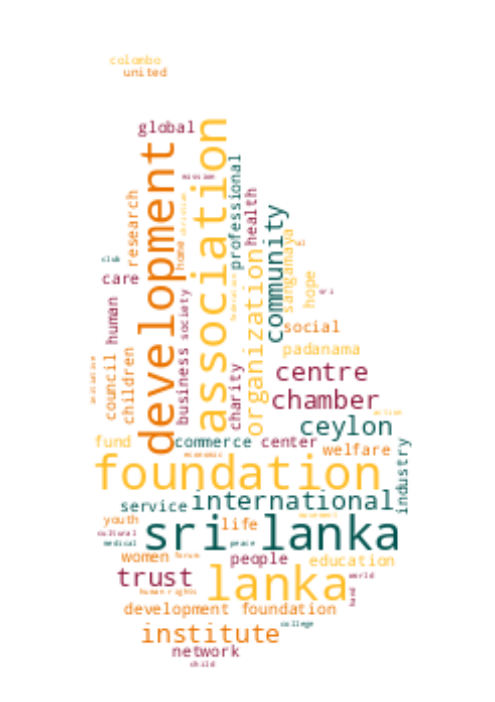 colombo
united
global
association
development
professional
mission
health
research
christian
community
sangamaya
home
organization
club
care
hope
society
human
social
business
children
council
padanama
charity
centre
chamber
ceylon
fund
commerce center
welfare
industry
economic
foundation
international
service
youth
life
sri lanka
cultural
medical
peace
women
forum
people
education
trust
lanka
world
human rights
development foundation
college
institute
network
child